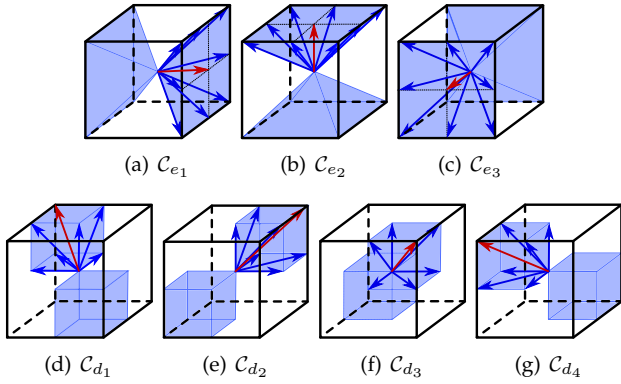 (a) 𝒞e₁ (b) 𝒞e₂ (c) 𝒞e₃
(d) 𝒞d₁ (e) 𝒞d₂ (f) 𝒞d₃ (g) 𝒞d₄